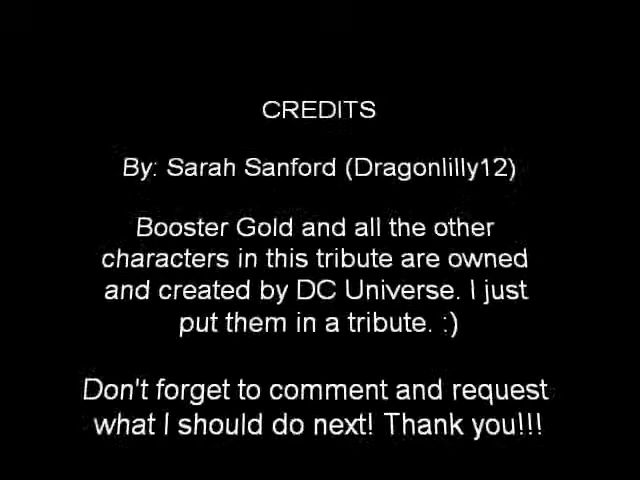 CREDITS
By: Sarah Sanford (Dragonlilly12)
Booster Gold and all the other
characters in this tribute are owned
and created by DC Universe. I just
put them in a tribute. :)
Don't forget to comment and request
what I should do next! Thank you!!!